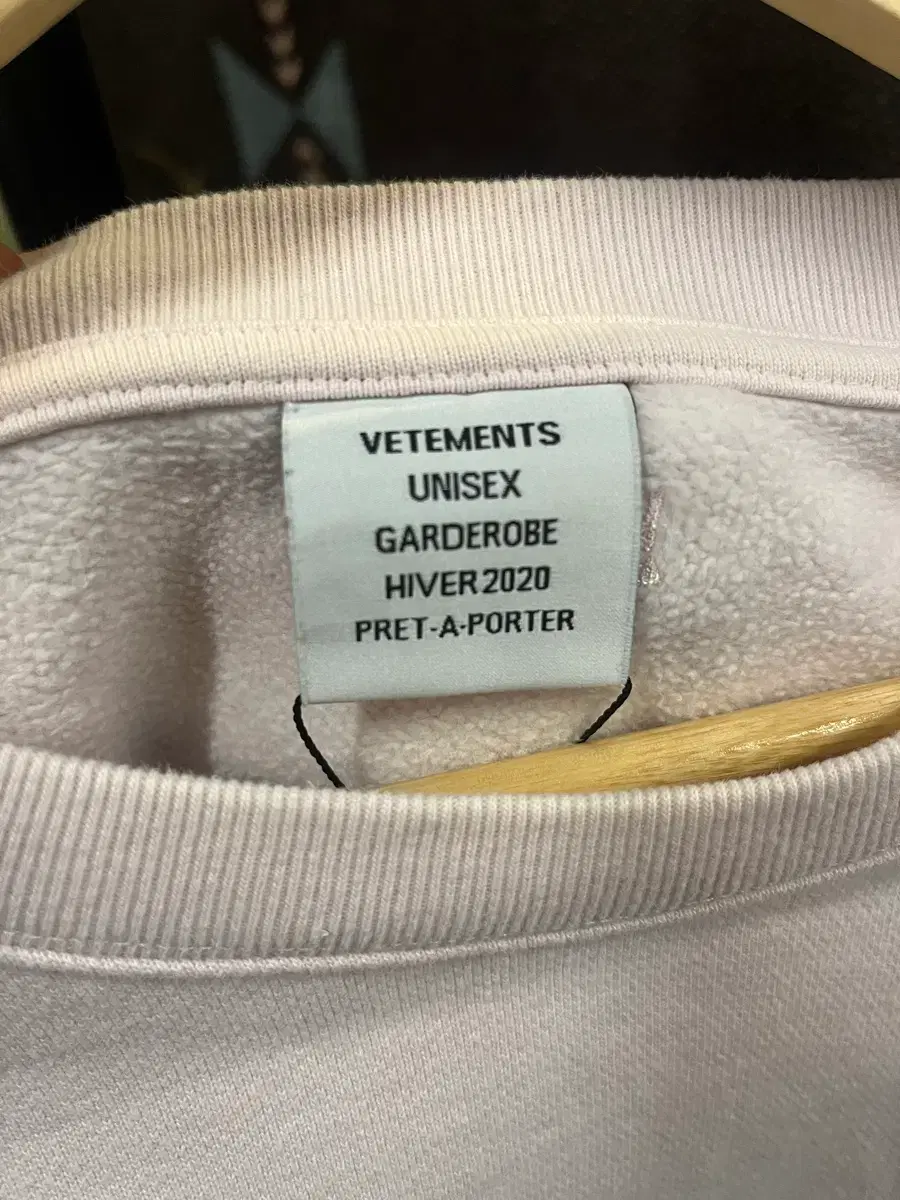 VETEMENTS
UNISEX
GARDEROBE
HIVER 2020
PRET-A-PORTER